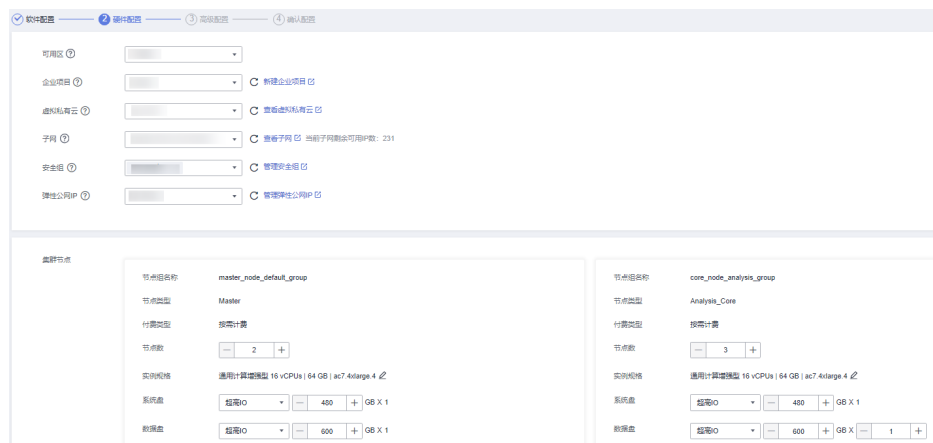 软件配置 2 硬件配置 3 高级配置 4 确认配置
可用区 ?
企业项目 ? 新建企业项目
虚拟私有云 ? 查看虚拟私有云
子网 ? 查看子网 当前子网剩余可用IP数：231
安全组 ? 管理安全组
弹性公网IP ? 管理弹性公网IP
集群节点
节点组名称 master_node_default_group
节点类型 Master
付费类型 按需计费
节点数 — 2 +
实例规格 通用计算增强型 16 vCPUs | 64 GB | ac7.4xlarge.4
系统盘 超高IO — 480 + GB X 1
数据盘 超高IO — 600 + GB X 1
节点组名称 core_node_analysis_group
节点类型 Analysis_Core
付费类型 按需计费
节点数 — 3 +
实例规格 通用计算增强型 16 vCPUs | 64 GB | ac7.4xlarge.4
系统盘 超高IO — 480 + GB X 1
数据盘 超高IO — 600 + GB X — 1 +